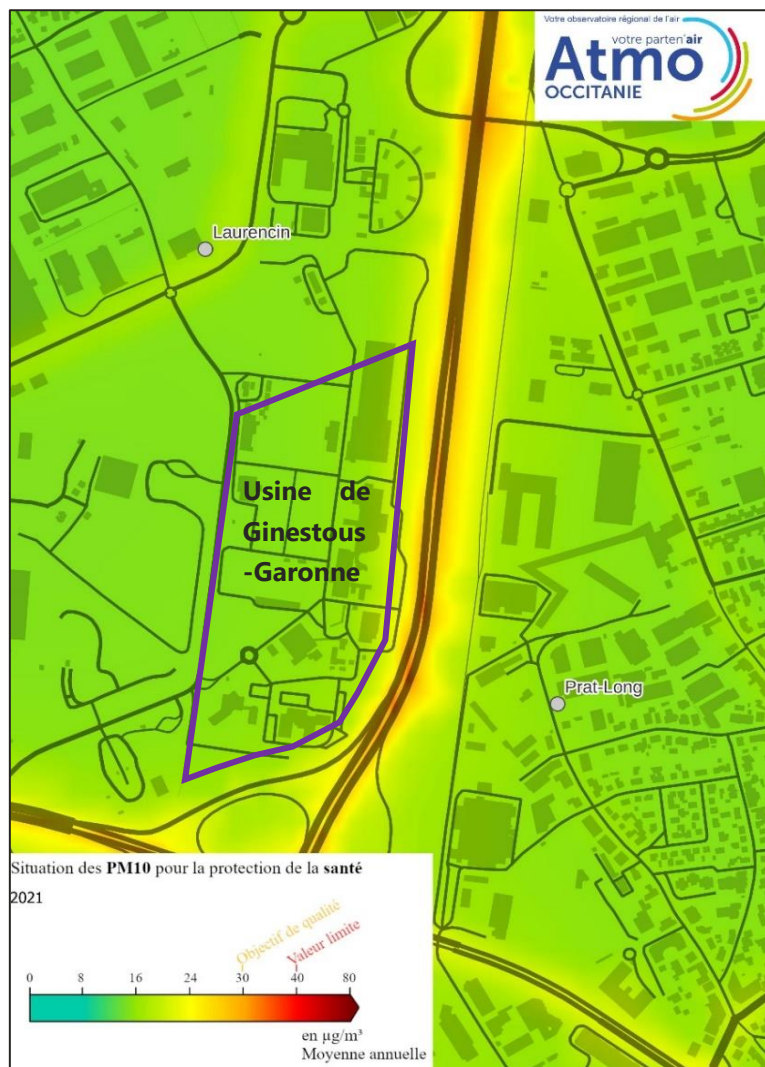 Votre observatoire régional de l'air
votre parten'air
Atmo
OCCITANIE
Laurencin
Usine de
Ginestous
-Garonne
Prat-Long
Situation des PM10 pour la protection de la santé
2021
Objectif de qualité
Valeur limite
0 8 16 24 30 40 80
en µg/m³
Moyenne annuelle